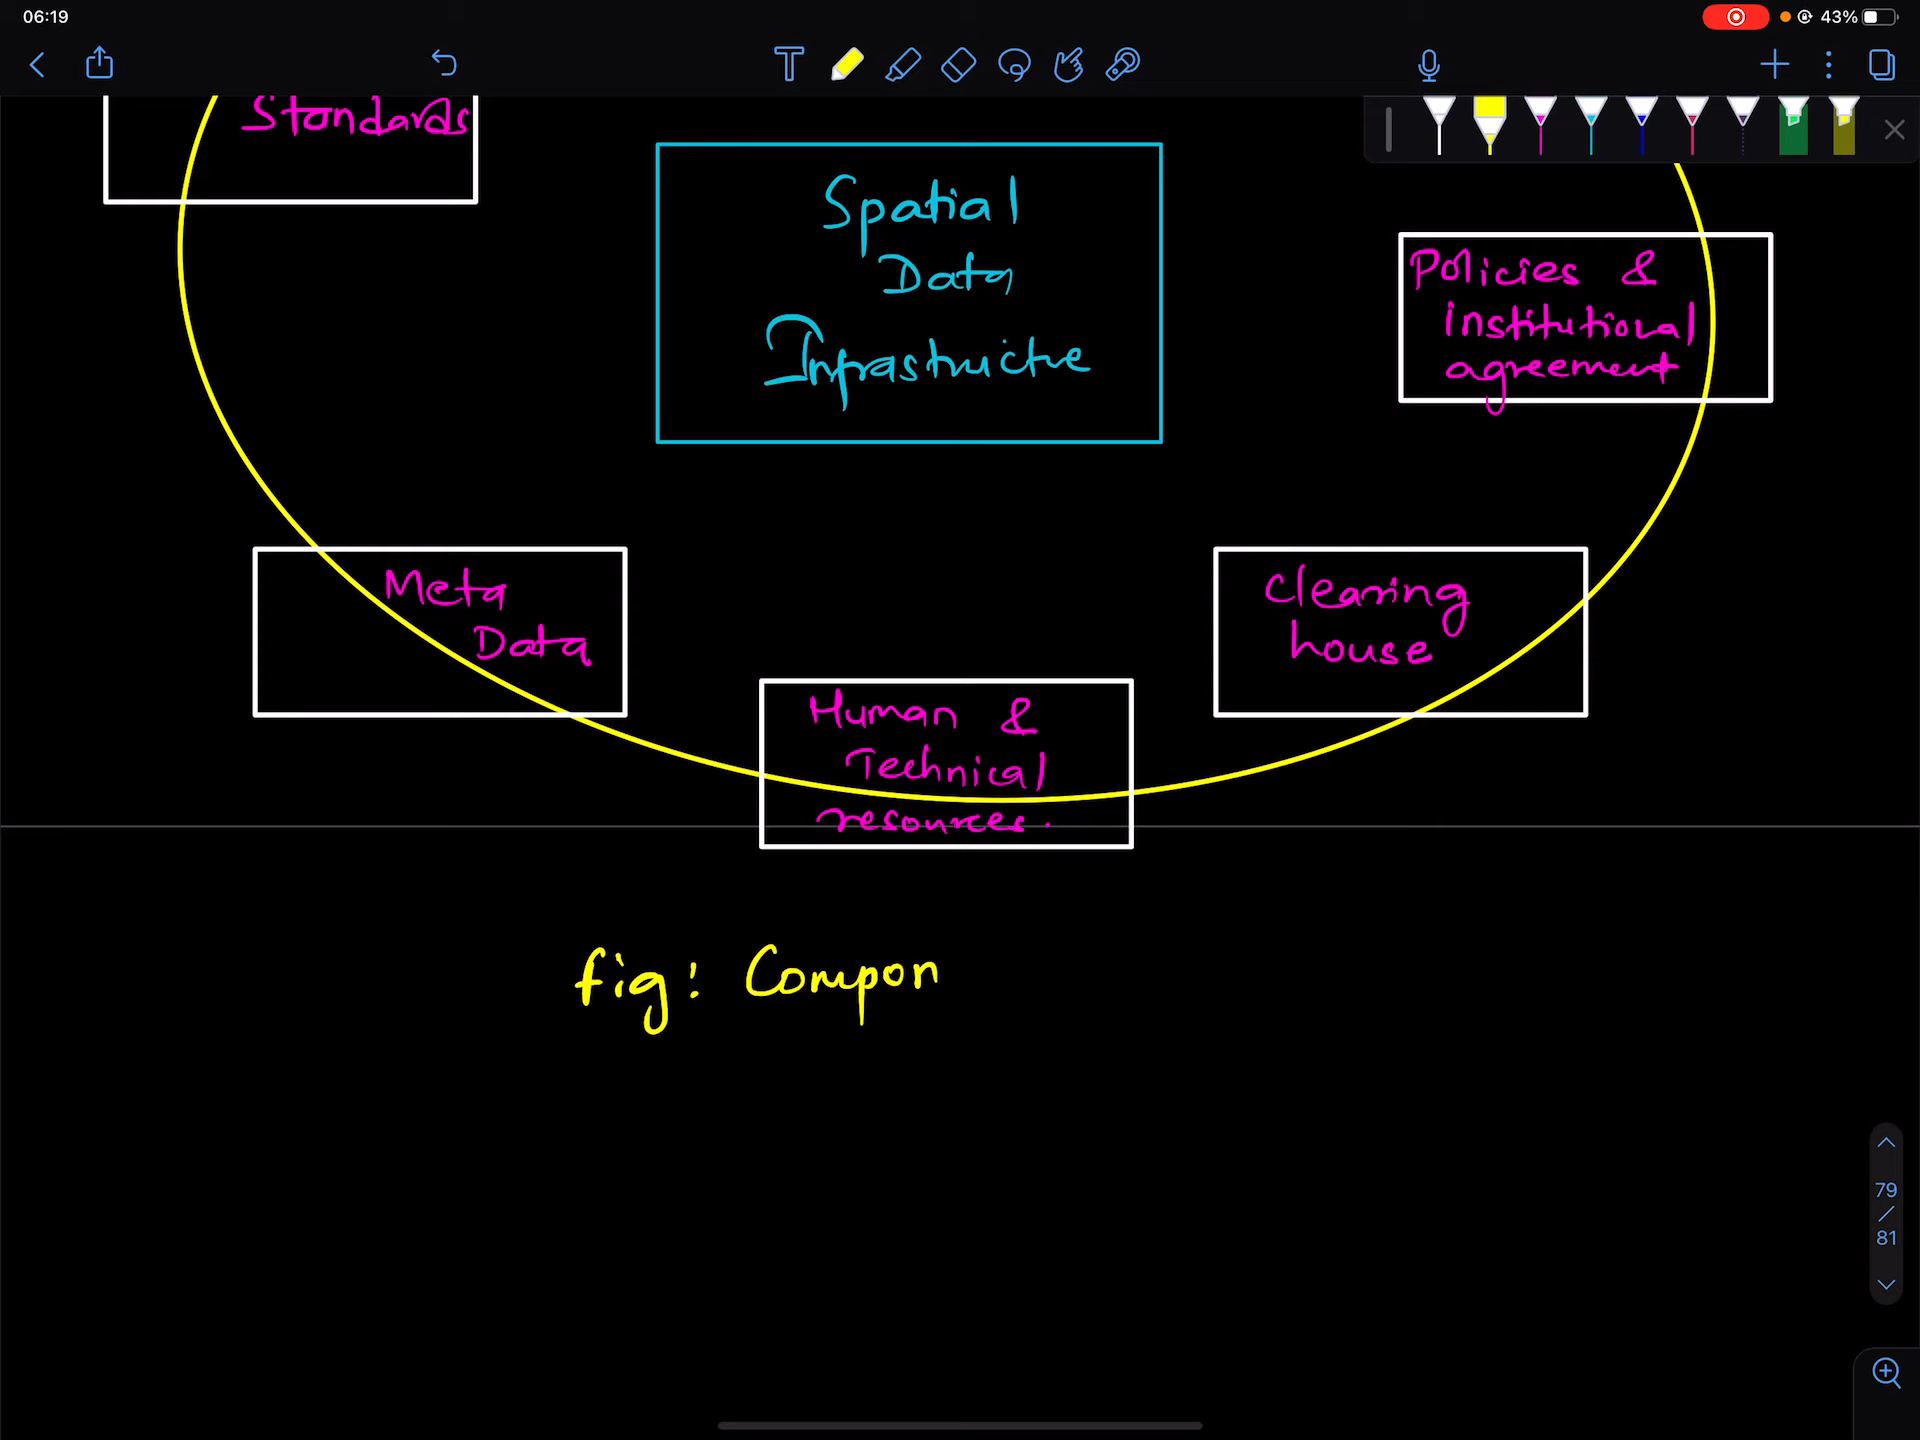 06:19
43%
Standards
Spatial
Data
Infrastructure
Policies &
institutional
agreement
Meta
Data
Clearing
house
Human &
Technical
resources.
fig: Compon
79
/
81